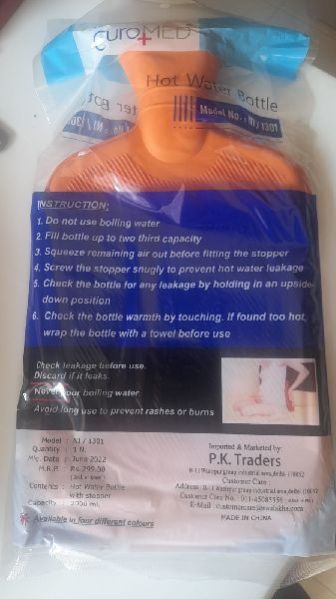 CuroMED
Hot Water Bottle
Model No.: NI / 1301
INSTRUCTION:
1. Do not use boiling water
2. Fill bottle up to two third capacity
3. Squeeze remaining air out before fitting the stopper
4. Screw the stopper snugly to prevent hot water leakage
5. Check the bottle for any leakage by holding in an upside-
down position
6. Check the bottle warmth by touching. If found too hot,
wrap the bottle with a towel before use
Check leakage before use.
Discard if it leaks.
Never pour boiling water
Avoid long use to prevent rashes or burns
Model : NI / 1301
Quantity : 1 N.
Mfg. Date : June 2022
M.R.P. : Rs.299.00
Contents : Hot Water Bottle
with stopper
Capacity : 2000 ml.
* Available in four different colours
Imported & Marketed by
P.K. Traders
Customer Care
MADE IN CHINA